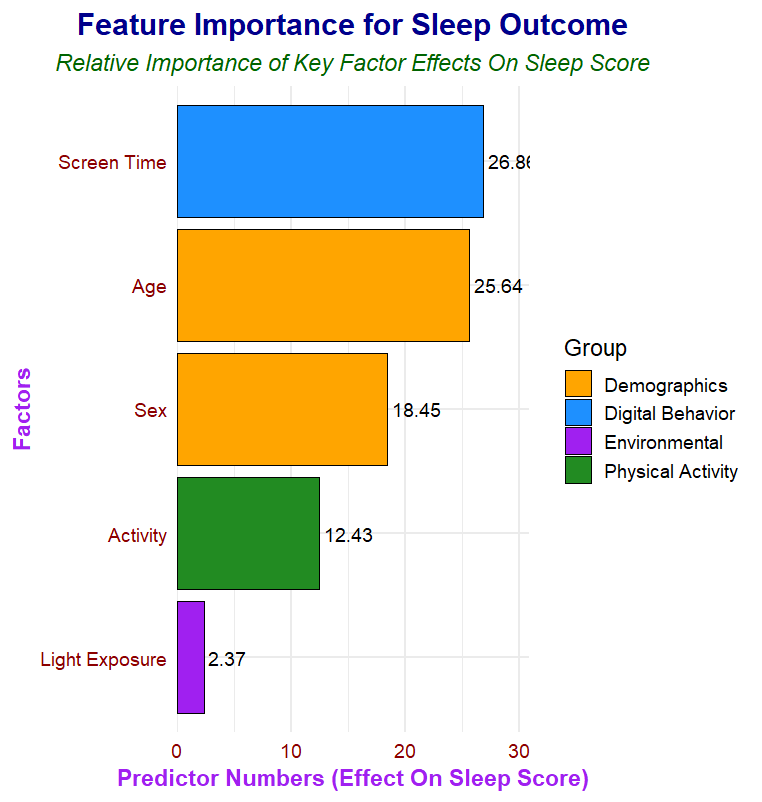 Feature Importance for Sleep Outcome
Relative Importance of Key Factor Effects On Sleep Score
Screen Time
26.86
Age
25.64
Sex
18.45
Activity
12.43
Light Exposure
2.37
0 10 20 30
Predictor Numbers (Effect On Sleep Score)
Factors
Group
Demographics
Digital Behavior
Environmental
Physical Activity